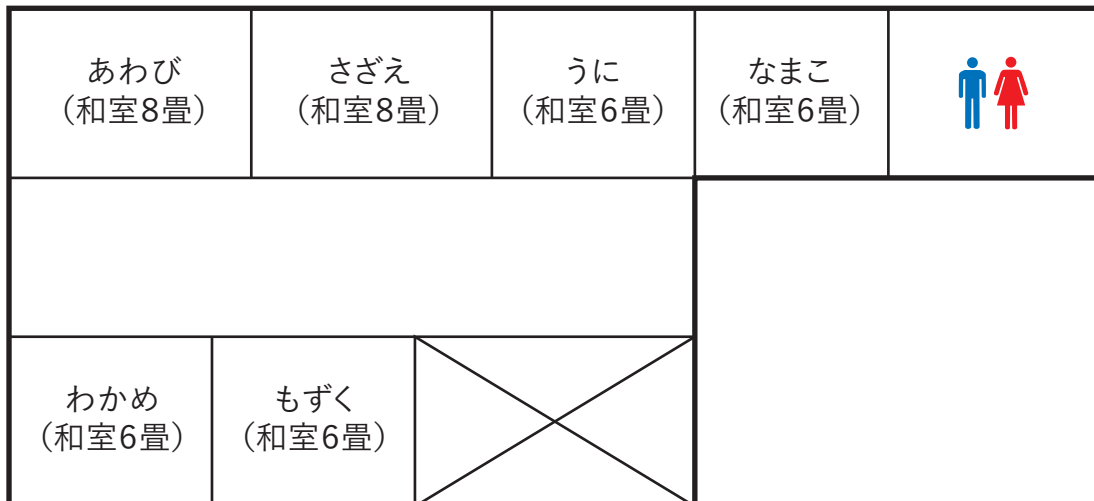 あわび
（和室8畳）
さざえ
（和室8畳）
うに
（和室6畳）
なまこ
（和室6畳）
わかめ
（和室6畳）
もずく
（和室6畳）